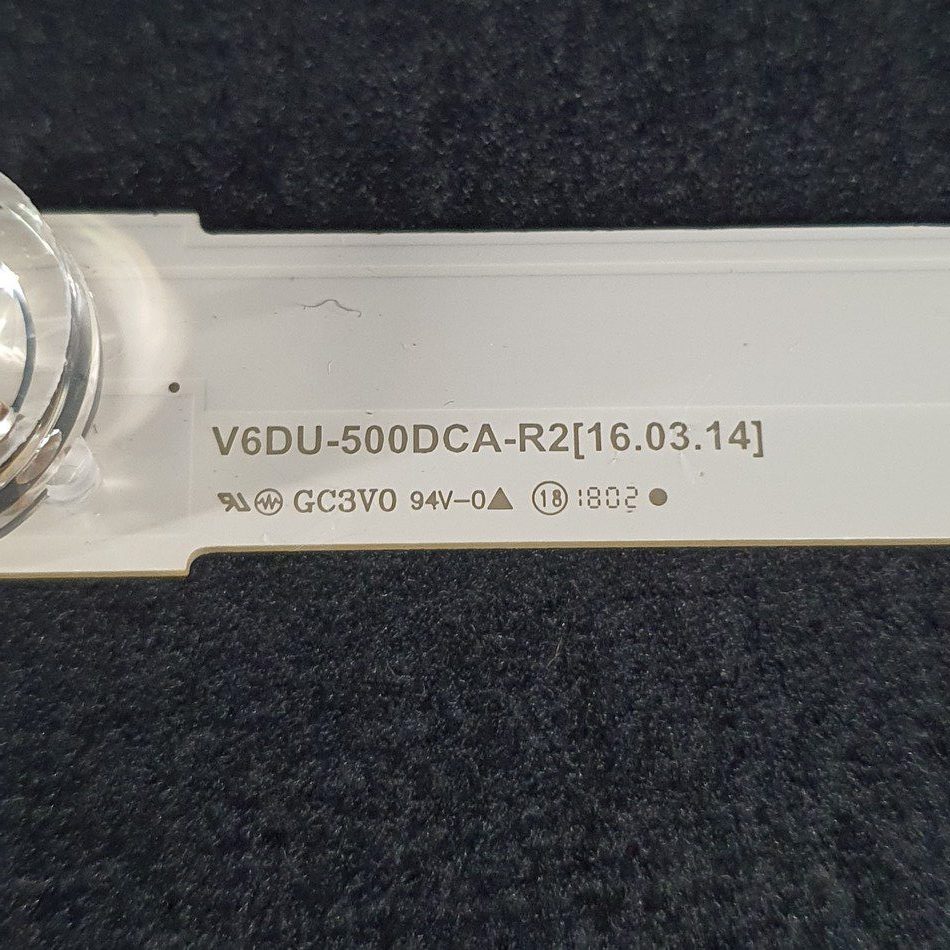 V6DU-500DCA-R2[16.03.14]
GC3V0 94V-0▲ ⑱ 1802 ●